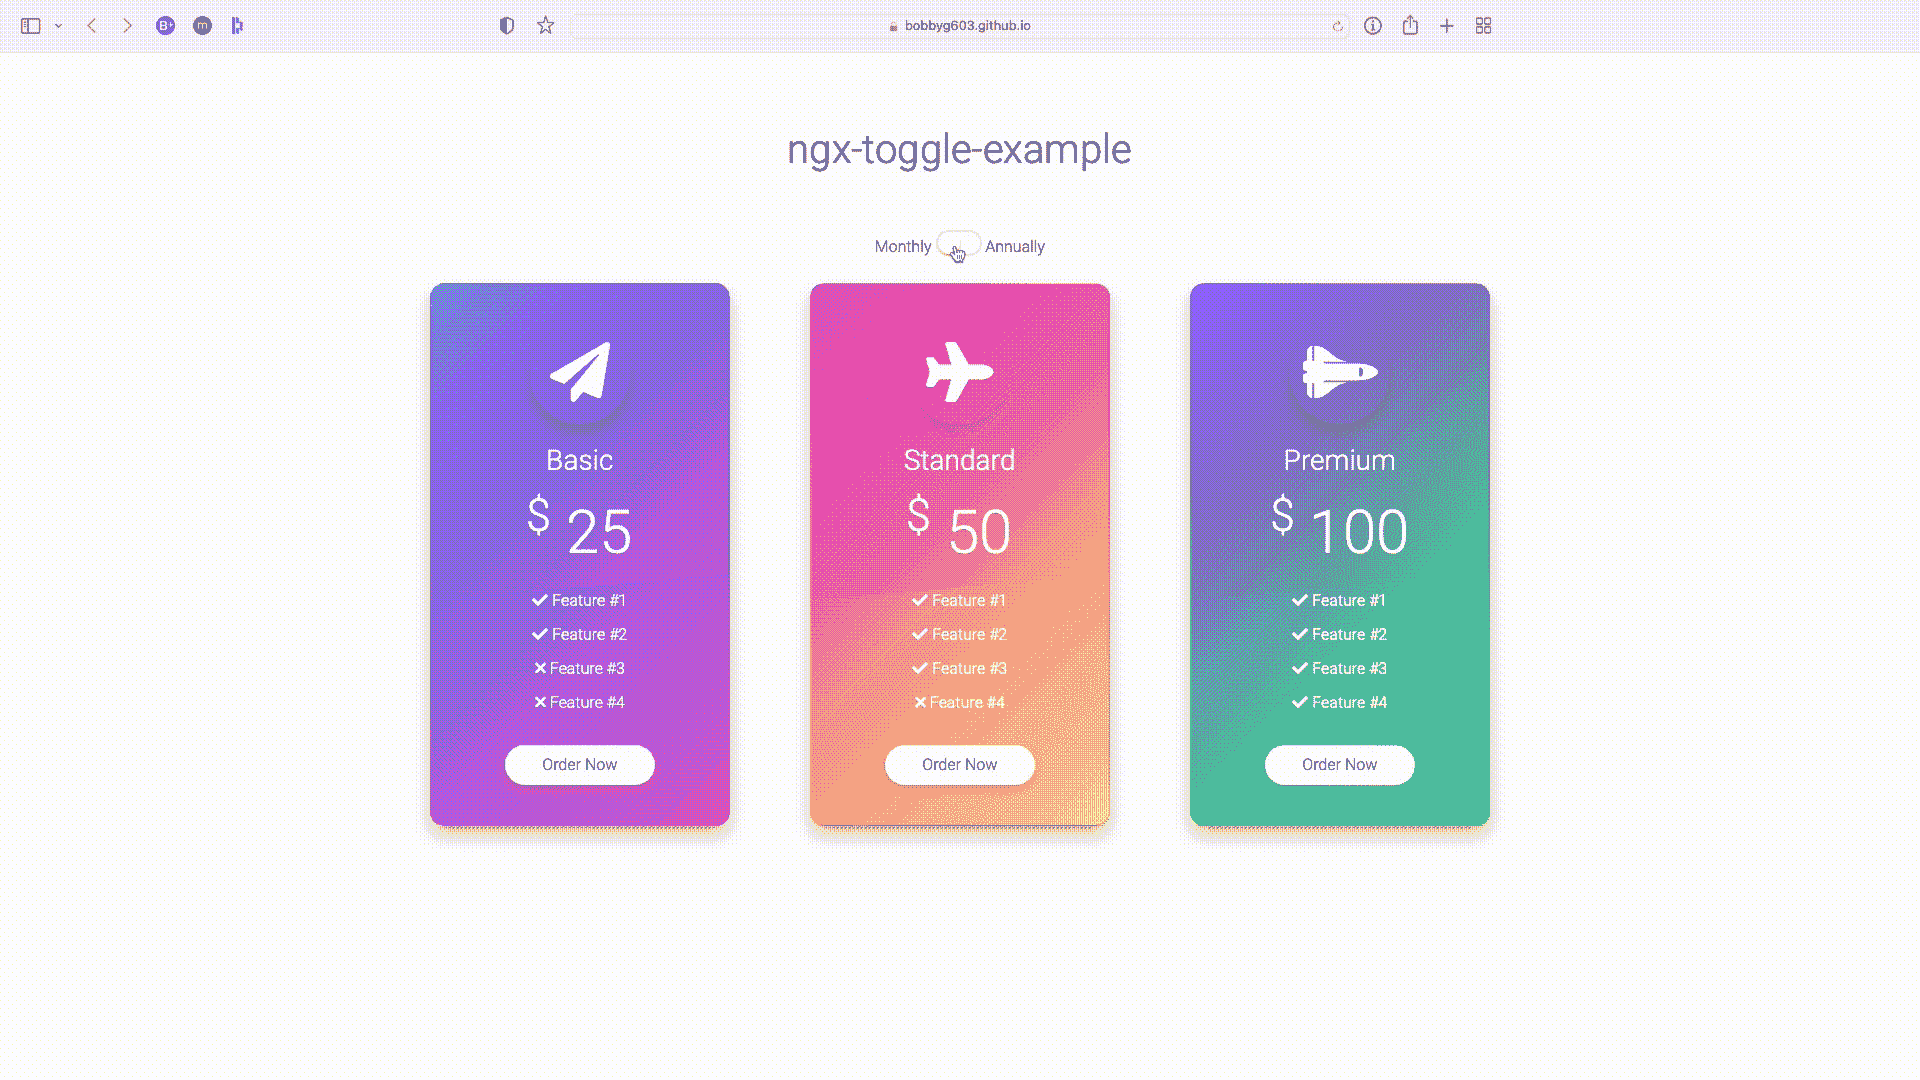 B+ m
bobbyg603.github.io
ngx-toggle-example
Monthly Annually
Basic
$ 25
Feature #1
Feature #2
Feature #3
Feature #4
Order Now
Standard
$ 50
Feature #1
Feature #2
Feature #3
Feature #4
Order Now
Premium
$ 100
Feature #1
Feature #2
Feature #3
Feature #4
Order Now